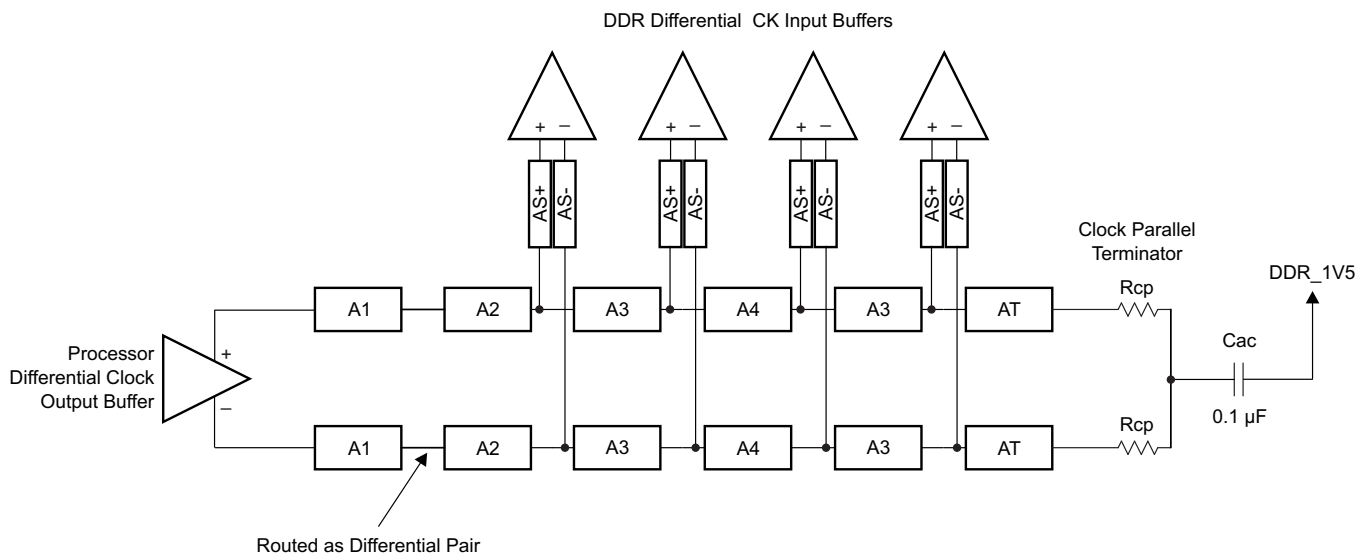 DDR Differential CK Input Buffers
+ – + – + – + –
AS+ AS- AS+ AS- AS+ AS- AS+ AS-
Clock Parallel
Terminator
DDR_1V5
Rcp
A1 A2 A3 A4 A3 AT
Cac
Processor
Differential Clock
Output Buffer
+
–
0.1 µF
Rcp
A1 A2 A3 A4 A3 AT
Routed as Differential Pair